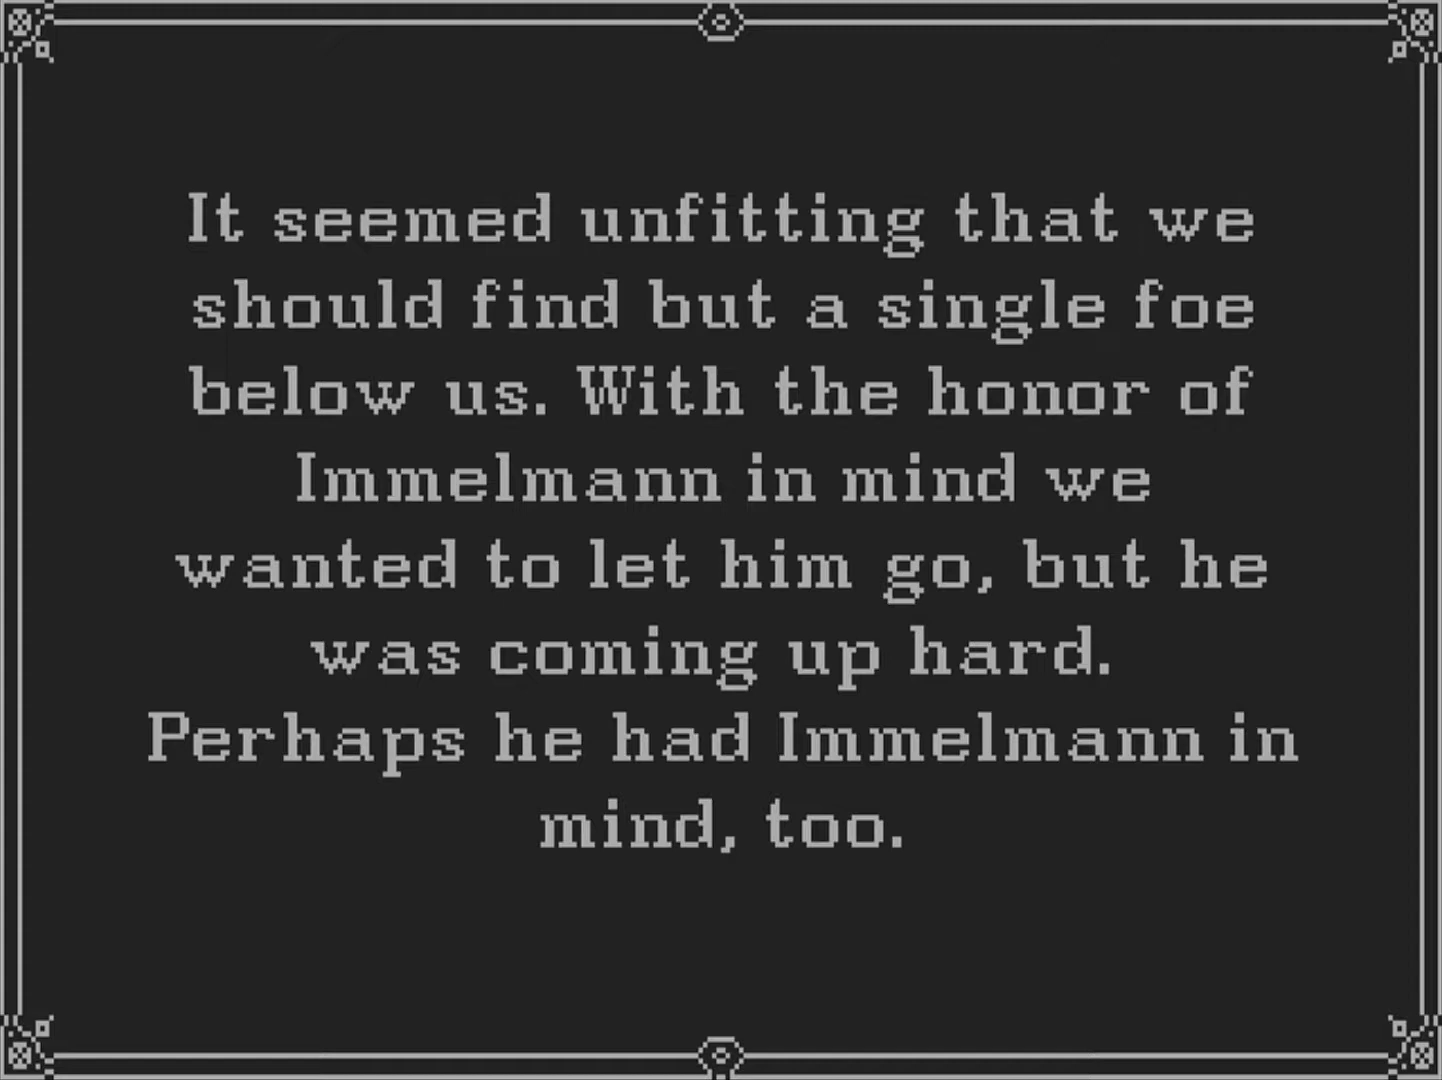 It seemed unfitting that we
should find but a single foe
below us. With the honor of
Immelmann in mind we
wanted to let him go, but he
was coming up hard.
Perhaps he had Immelmann in
mind, too.